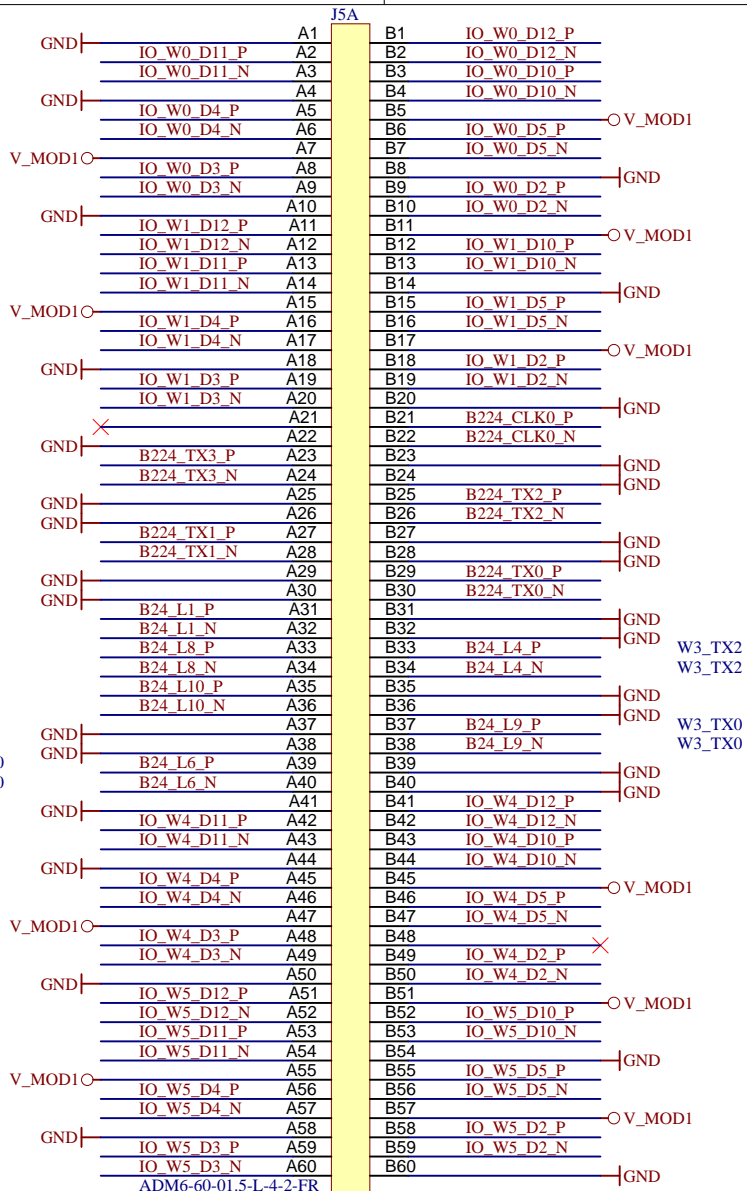 J5A
GND A1 B1 IO_W0_D12_P
IO_W0_D11_P A2 B2 IO_W0_D12_N
IO_W0_D11_N A3 B3 IO_W0_D10_P
GND A4 B4 IO_W0_D10_N
IO_W0_D4_P A5 B5 V_MOD1
IO_W0_D4_N A6 B6 IO_W0_D5_P
V_MOD1 A7 B7 IO_W0_D5_N
IO_W0_D3_P A8 B8 GND
IO_W0_D3_N A9 B9 IO_W0_D2_P
GND A10 B10 IO_W0_D2_N
IO_W1_D12_P A11 B11 V_MOD1
IO_W1_D12_N A12 B12 IO_W1_D10_P
IO_W1_D11_P A13 B13 IO_W1_D10_N
IO_W1_D11_N A14 B14 GND
V_MOD1 A15 B15 IO_W1_D5_P
IO_W1_D4_P A16 B16 IO_W1_D5_N
IO_W1_D4_N A17 B17 V_MOD1
GND A18 B18 IO_W1_D2_P
IO_W1_D3_P A19 B19 IO_W1_D2_N
IO_W1_D3_N A20 B20 GND
A21 B21 B224_CLK0_P
GND A22 B22 B224_CLK0_N
B224_TX3_P A23 B23 GND
B224_TX3_N A24 B24 GND
GND A25 B25 B224_TX2_P
GND A26 B26 B224_TX2_N
B224_TX1_P A27 B27 GND
B224_TX1_N A28 B28 GND
GND A29 B29 B224_TX0_P
GND A30 B30 B224_TX0_N
B24_L1_P A31 B31 GND
B24_L1_N A32 B32 GND
B24_L8_P A33 B33 B24_L4_P W3_TX2
B24_L8_N A34 B34 B24_L4_N W3_TX2
B24_L10_P A35 B35 GND
B24_L10_N A36 B36 GND
GND A37 B37 B24_L9_P W3_TX0
GND A38 B38 B24_L9_N W3_TX0
0 B24_L6_P A39 B39 GND
0 B24_L6_N A40 B40 GND
GND A41 B41 IO_W4_D12_P
IO_W4_D11_P A42 B42 IO_W4_D12_N
IO_W4_D11_N A43 B43 IO_W4_D10_P
GND A44 B44 IO_W4_D10_N
IO_W4_D4_P A45 B45 V_MOD1
IO_W4_D4_N A46 B46 IO_W4_D5_P
V_MOD1 A47 B47 IO_W4_D5_N
IO_W4_D3_P A48 B48
IO_W4_D3_N A49 B49 IO_W4_D2_P
GND A50 B50 IO_W4_D2_N
IO_W5_D12_P A51 B51 V_MOD1
IO_W5_D12_N A52 B52 IO_W5_D10_P
IO_W5_D11_P A53 B53 IO_W5_D10_N
IO_W5_D11_N A54 B54 GND
V_MOD1 A55 B55 IO_W5_D5_P
IO_W5_D4_P A56 B56 IO_W5_D5_N
IO_W5_D4_N A57 B57 V_MOD1
GND A58 B58 IO_W5_D2_P
IO_W5_D3_P A59 B59 IO_W5_D2_N
IO_W5_D3_N A60 B60 GND
ADM6-60-01.5-L-4-2-FR